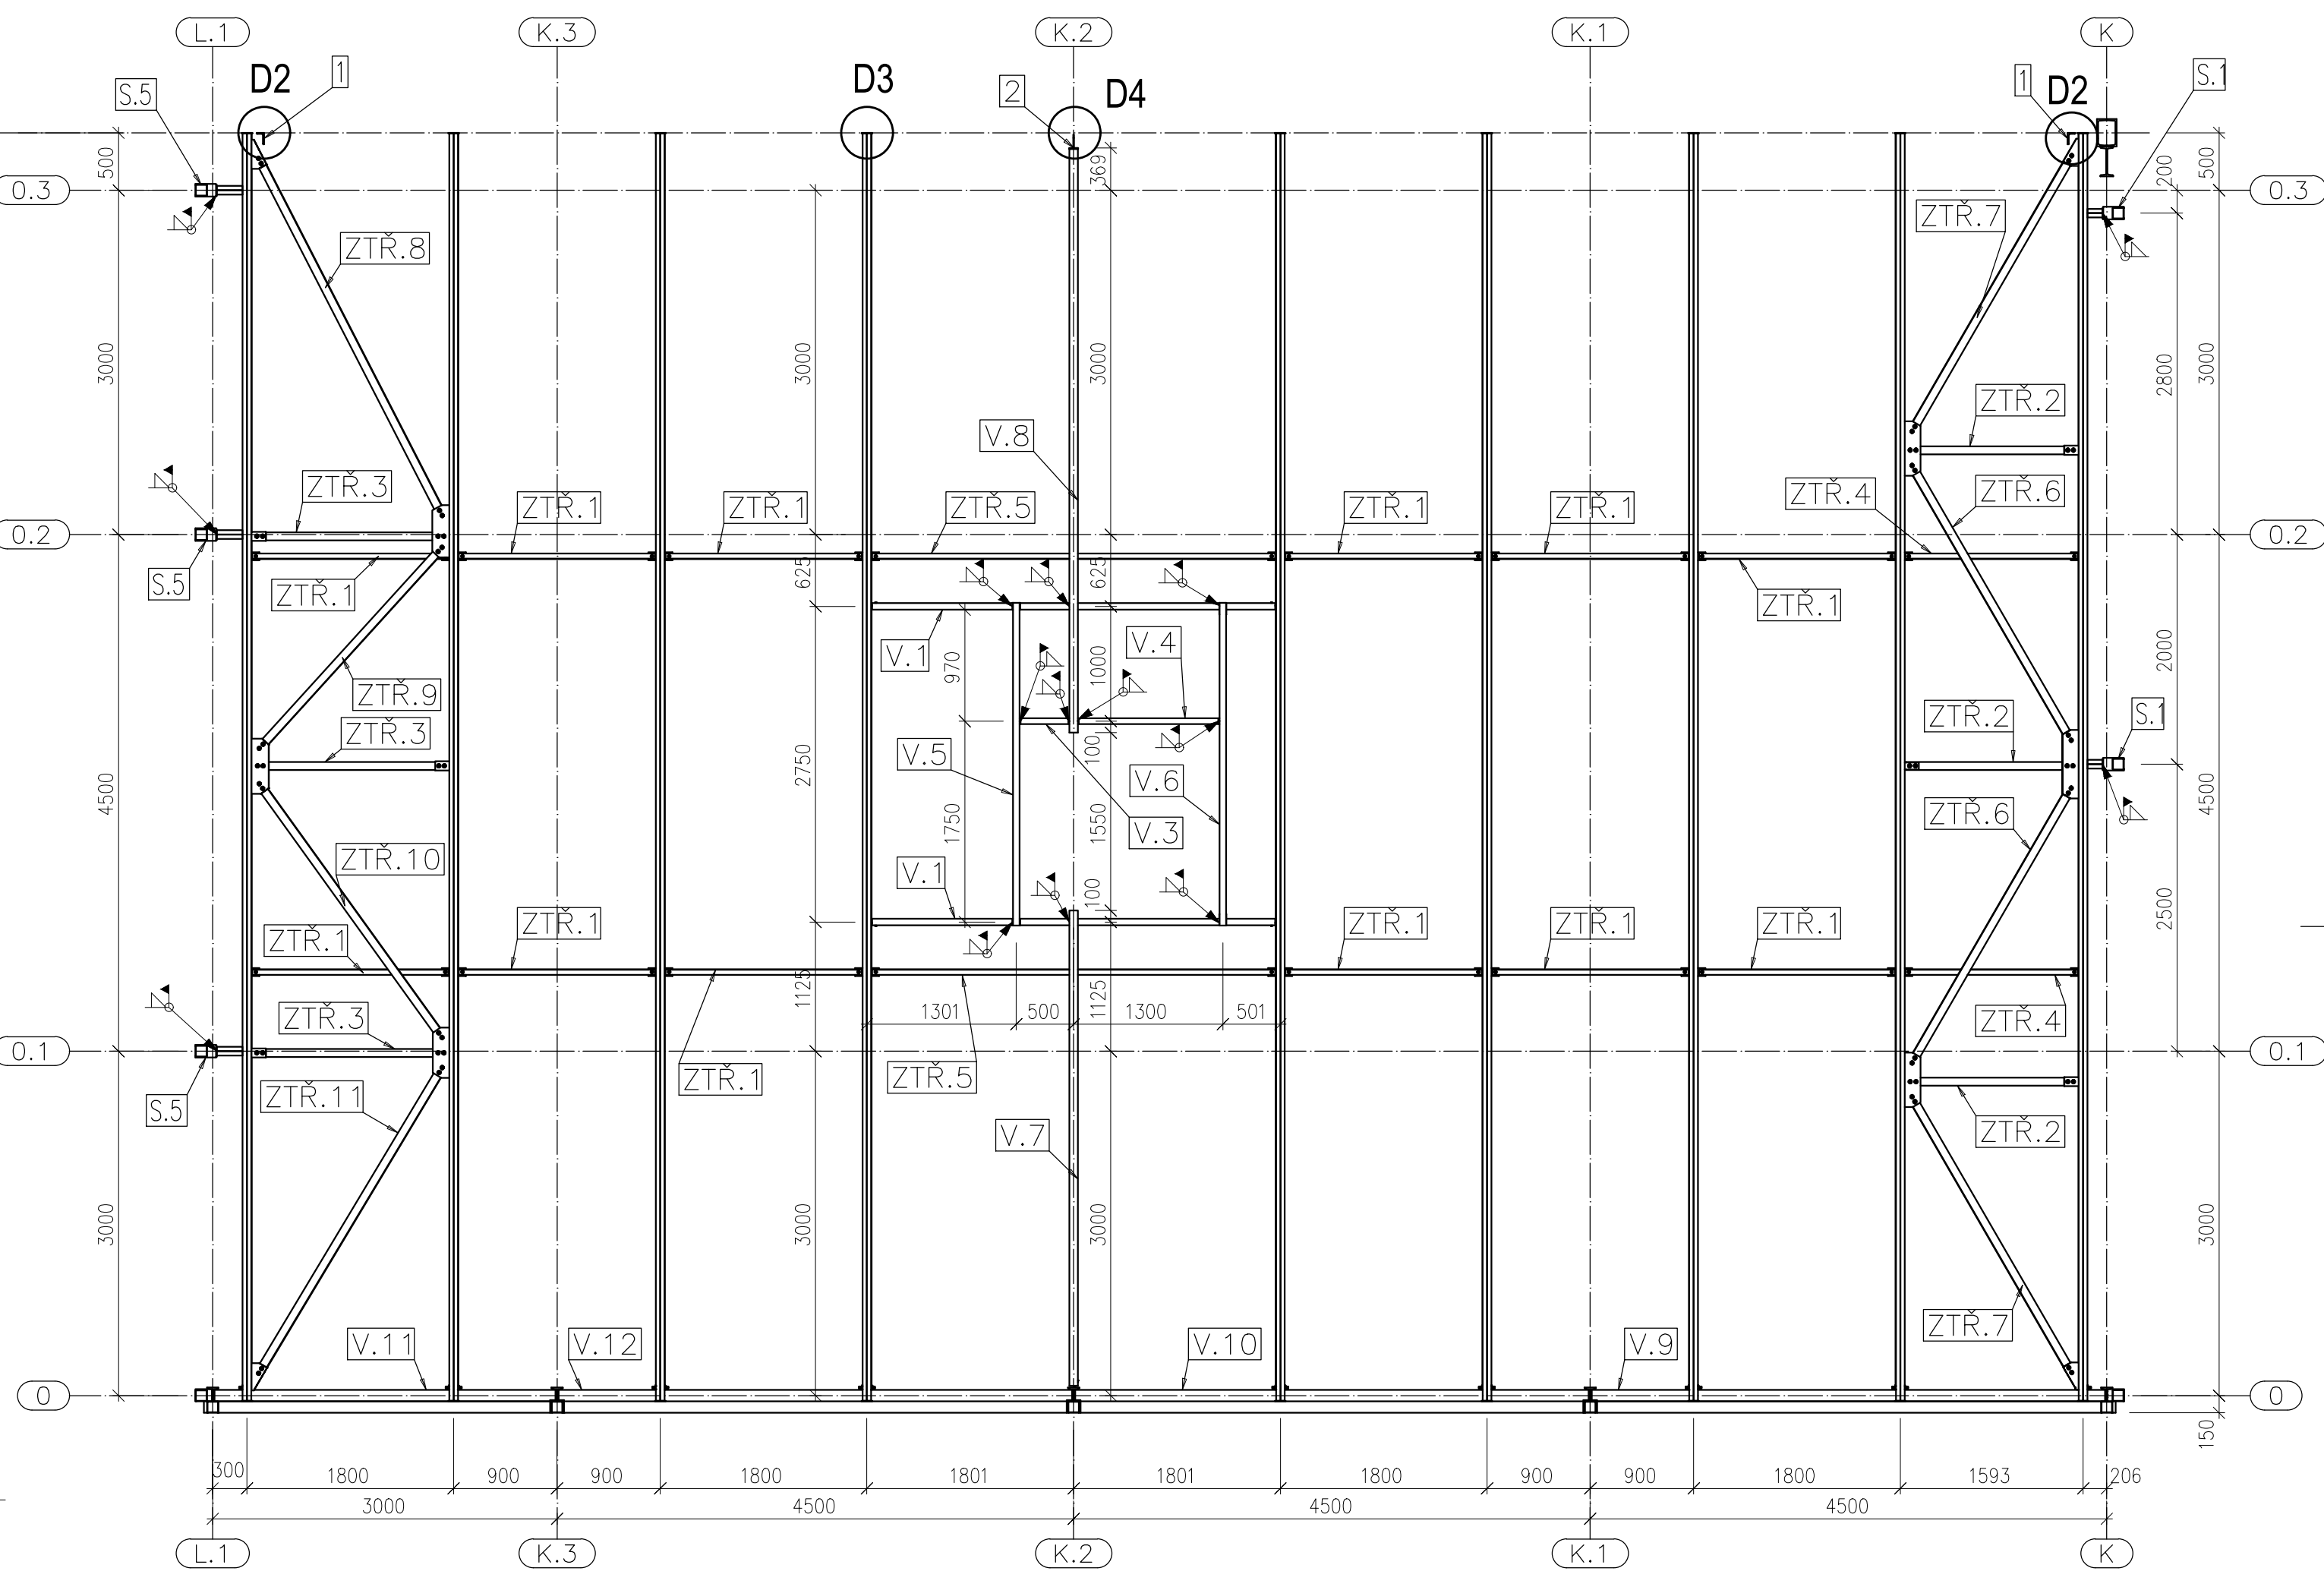 L.1 K.3 K.2 K.1 K
D2 1 D3 2 D4 1 D2 S.1
S.5
500 369 200 500
0.3 0.3
ZTŘ.8 ZTŘ.7
3000 3000 3000 2800 3000
ZTŘ.2
V.8
ZTŘ.3 ZTŘ.1 ZTŘ.1 ZTŘ.5 ZTŘ.1 ZTŘ.1 ZTŘ.4 ZTŘ.6
0.2 0.2
S.5 ZTŘ.1 625 625 ZTŘ.1
V.1 970 1000 V.4 2000
ZTŘ.9
ZTŘ.3 ZTŘ.2 S.1
4500 2750 V.5 100 V.6 4500
1750 1550 V.3 ZTŘ.6
ZTŘ.10
V.1 100 2500
ZTŘ.1 ZTŘ.1 ZTŘ.1 ZTŘ.1 ZTŘ.1
1125 1125
ZTŘ.3 1301 500 1300 501 ZTŘ.4
0.1 0.1
S.5 ZTŘ.11 ZTŘ.1 ZTŘ.5
V.7 ZTŘ.2
3000 3000 3000 3000
ZTŘ.7
V.11 V.12 V.10 V.9
0 0
150
300 1800 900 900 1800 1801 1801 1800 900 900 1800 1593 206
3000 4500 4500 4500
L.1 K.3 K.2 K.1 K